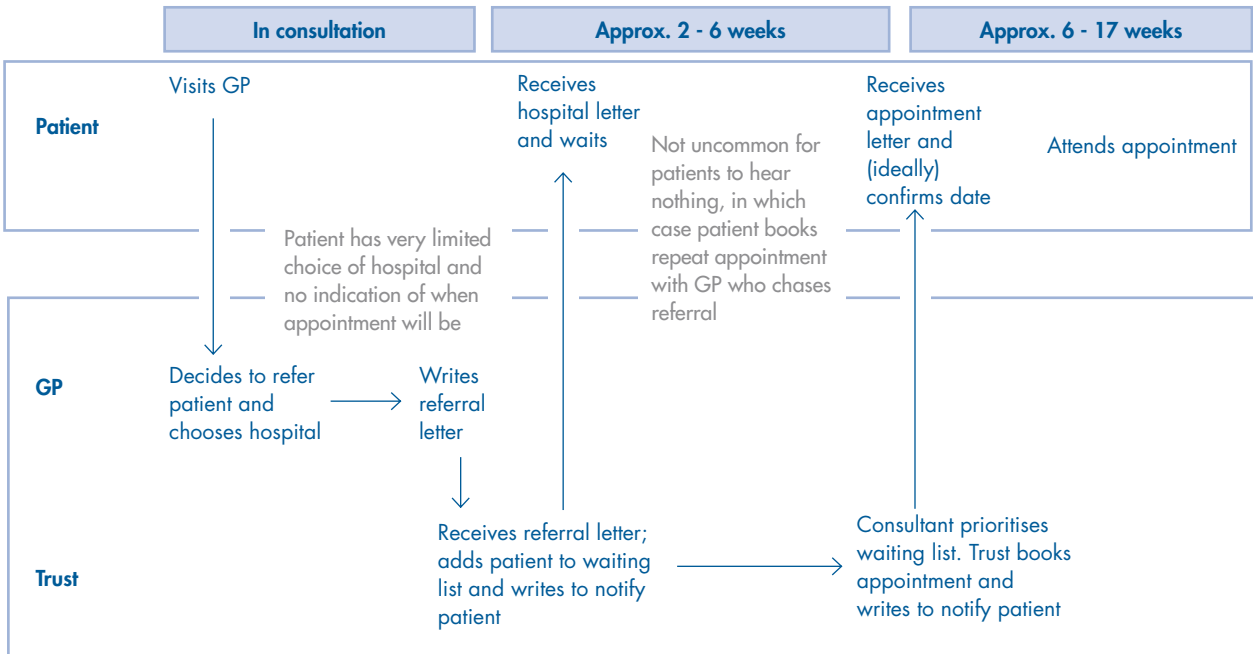 In consultation
Approx. 2 - 6 weeks
Approx. 6 - 17 weeks
Patient
Visits GP
Receives
hospital letter
and waits
Not uncommon for
patients to hear
nothing, in which
case patient books
repeat appointment
with GP who chases
referral
Receives
appointment
letter and
(ideally)
confirms date
Attends appointment
Patient has very limited
choice of hospital and
no indication of when
appointment will be
GP
Decides to refer
patient and
chooses hospital
Writes
referral
letter
Trust
Receives referral letter;
adds patient to waiting
list and writes to notify
patient
Consultant prioritises
waiting list. Trust books
appointment and
writes to notify patient